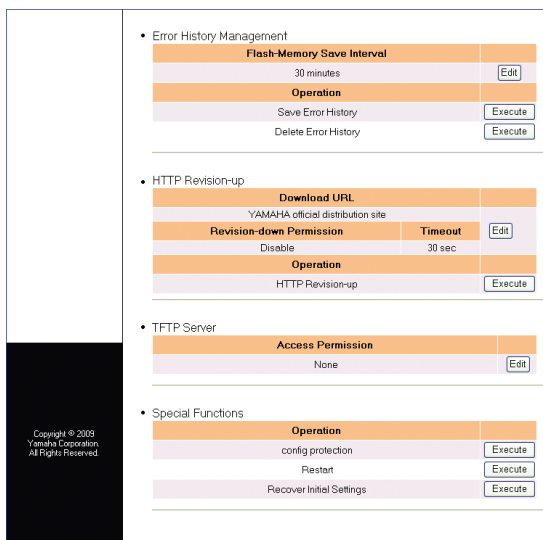 • Error History Management
Flash-Memory Save Interval
30 minutes Edit
Operation
Save Error History Execute
Delete Error History Execute
• HTTP Revision-up
Download URL
YAMAHA official distribution site
Revision-down Permission Timeout Edit
Disable 30 sec
Operation
HTTP Revision-up Execute
• TFTP Server
Access Permission
None Edit
• Special Functions
Operation
config protection Execute
Restart Execute
Recover Initial Settings Execute
Copyright © 2009
Yamaha Corporation.
All Rights Reserved.